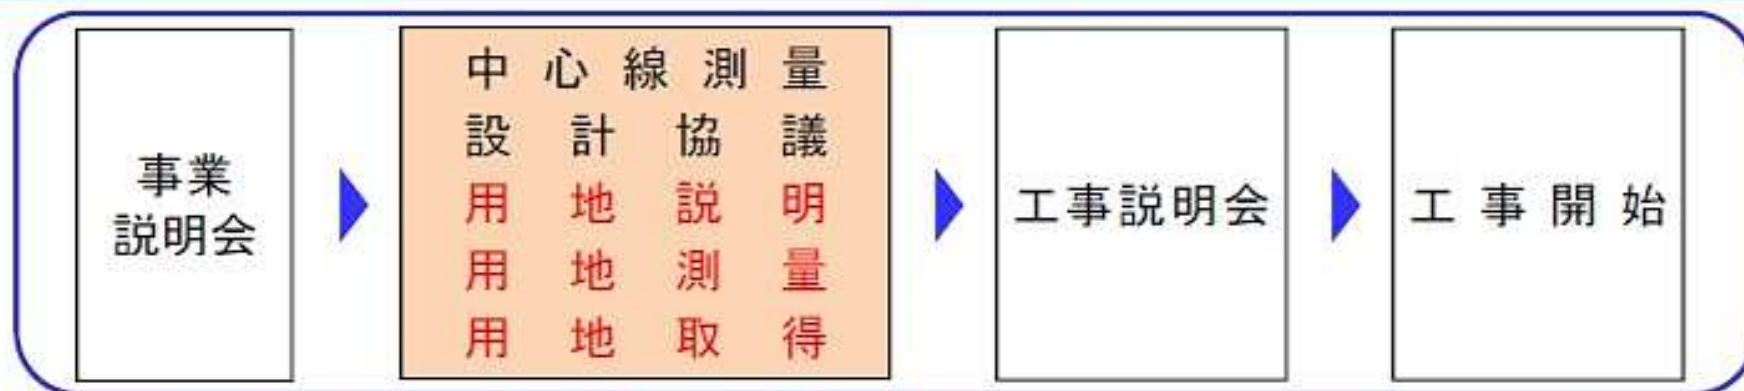 事業
説明会
中心線測量
設計協議
用地説明
用地測量
用地取得
工事説明会
工事開始